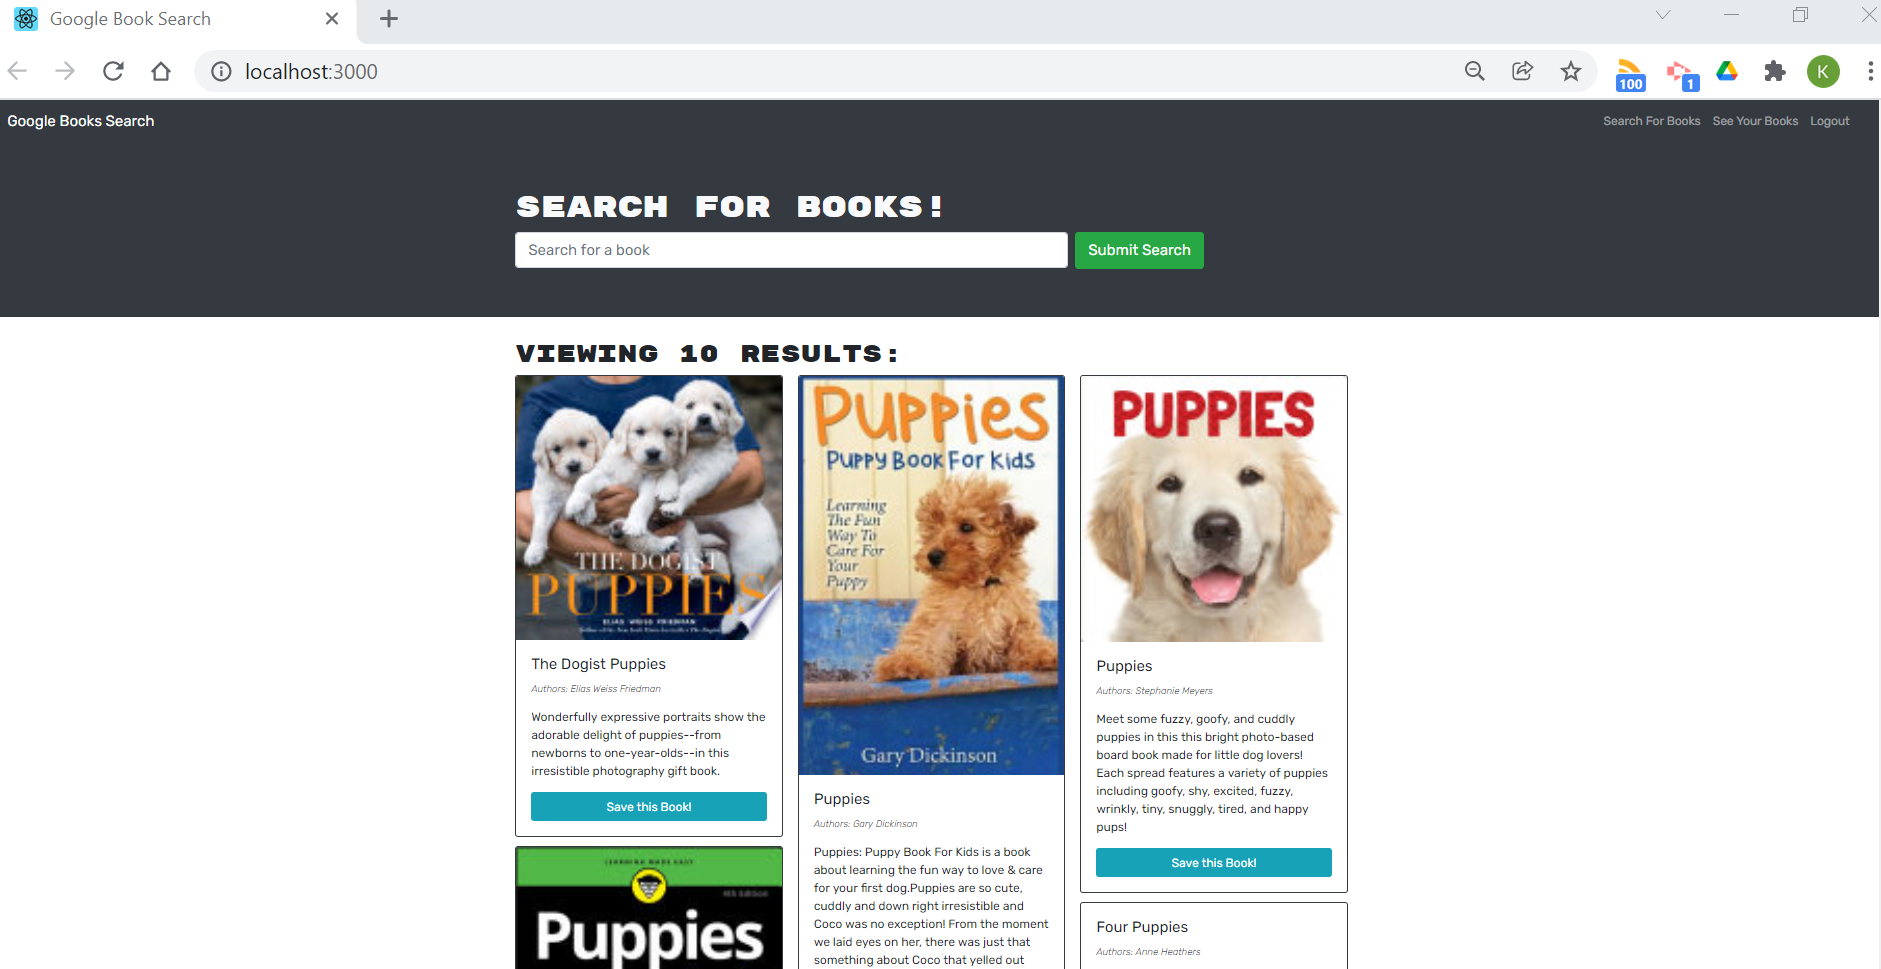 Google Book Search
localhost:3000
100
1
K
Google Books Search
Search For Books
See Your Books
Logout
SEARCH FOR BOOKS!
Search for a book
Submit Search
VIEWING 10 RESULTS:
THE DOGIST
PUPPIES
ELIAS WEISS FRIEDMAN
The Dogist Puppies
Authors: Elias Weiss Friedman
Wonderfully expressive portraits show the
adorable delight of puppies--from
newborns to one-year-olds--in this
irresistible photography gift book.
Save this Book!
LEARNING MADE EASY
4th Edition
Puppies
Puppies
Puppy Book For Kids
Learning
The Fun
Way To
Care For
Your
Puppy
Gary Dickinson
Puppies
Authors: Gary Dickinson
Puppies: Puppy Book For Kids is a book
about learning the fun way to love & care
for your first dog.Puppies are so cute,
cuddly and down right irresistible and
Coco was no exception! From the moment
we laid eyes on her, there was just that
something about Coco that yelled out
PUPPIES
Puppies
Authors: Stephanie Meyers
Meet some fuzzy, goofy, and cuddly
puppies in this this bright photo-based
board book made for little dog lovers!
Each spread features a variety of puppies
including goofy, shy, excited, fuzzy,
wrinkly, tiny, snuggly, tired, and happy
pups!
Save this Book!
Four Puppies
Authors: Anne Heathers